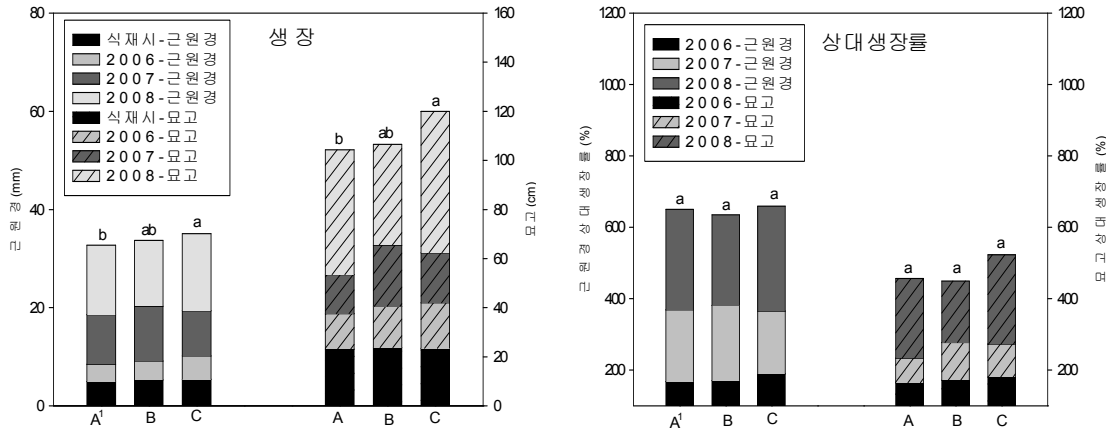 생 장
식재시-근원경
2006-근원경
2007-근원경
2008-근원경
식재시-묘고
2006-묘고
2007-묘고
2008-묘고
근 원 경 (mm)
80
60
40
20
0
b
ab
a
b
ab
a
A1
B
C
A
B
C
160
140
120
100
80
60
40
20
0
묘고 (cm)
상대생장률
2006-근원경
2007-근원경
2008-근원경
2006-묘고
2007-묘고
2008-묘고
근 원 경 상 대 생 장 률 (%)
1200
1000
800
600
400
200
a
a
a
a
a
a
A1
B
C
A
B
C
1200
1000
800
600
400
200
묘 고 상 대 생 장 률 (%)